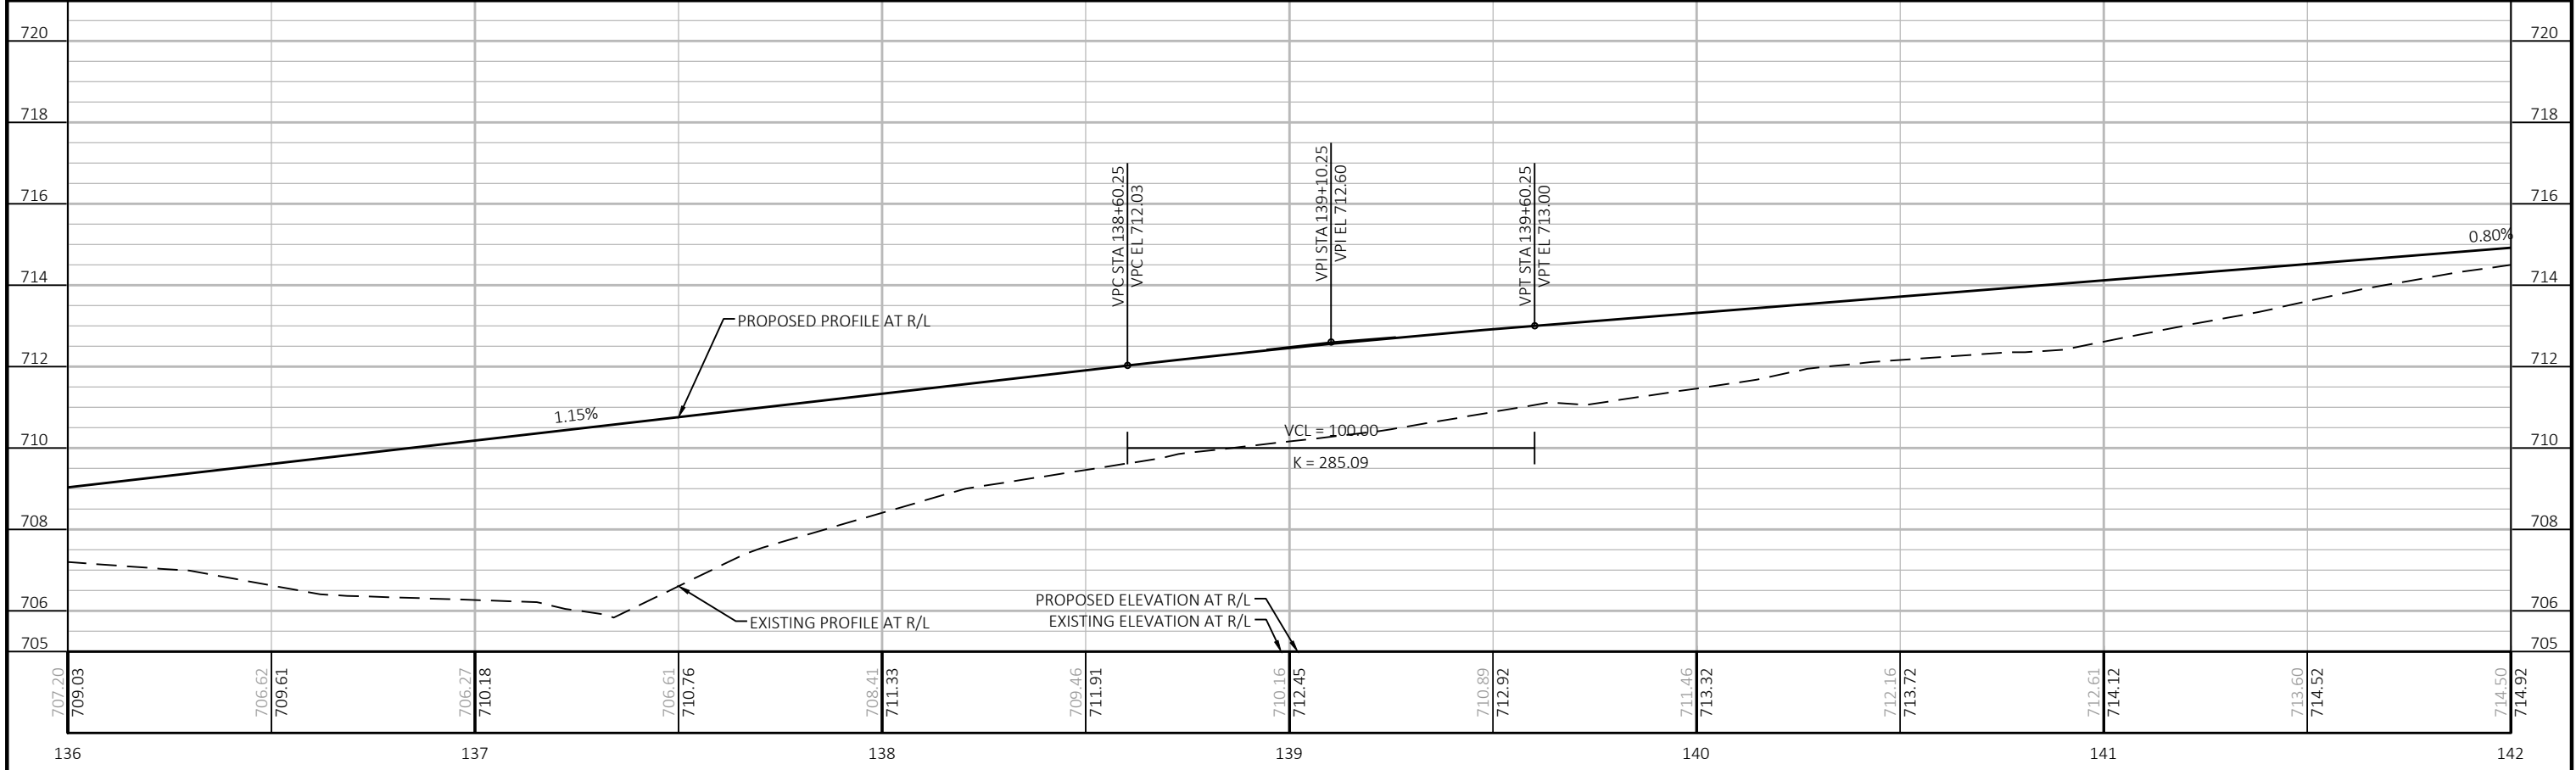 720 720
718 718
VPC STA 138+60.25
VPC EL 712.03
VPI STA 139+10.25
VPI EL 712.60
VPT STA 139+60.25
VPT EL 713.00
716 716
0.80%
714 714
PROPOSED PROFILE AT R/L
712 712
1.15%
VCL = 100.00
710 710
K = 285.09
708 708
PROPOSED ELEVATION AT R/L
706 706
EXISTING PROFILE AT R/L
EXISTING ELEVATION AT R/L
705 705
707.20
709.03
706.62
709.61
706.27
710.18
706.61
710.76
708.41
711.33
709.46
711.91
710.16
712.45
710.89
712.92
711.46
713.32
712.16
713.72
712.61
714.12
713.60
714.52
714.50
714.92
136 137 138 139 140 141 142